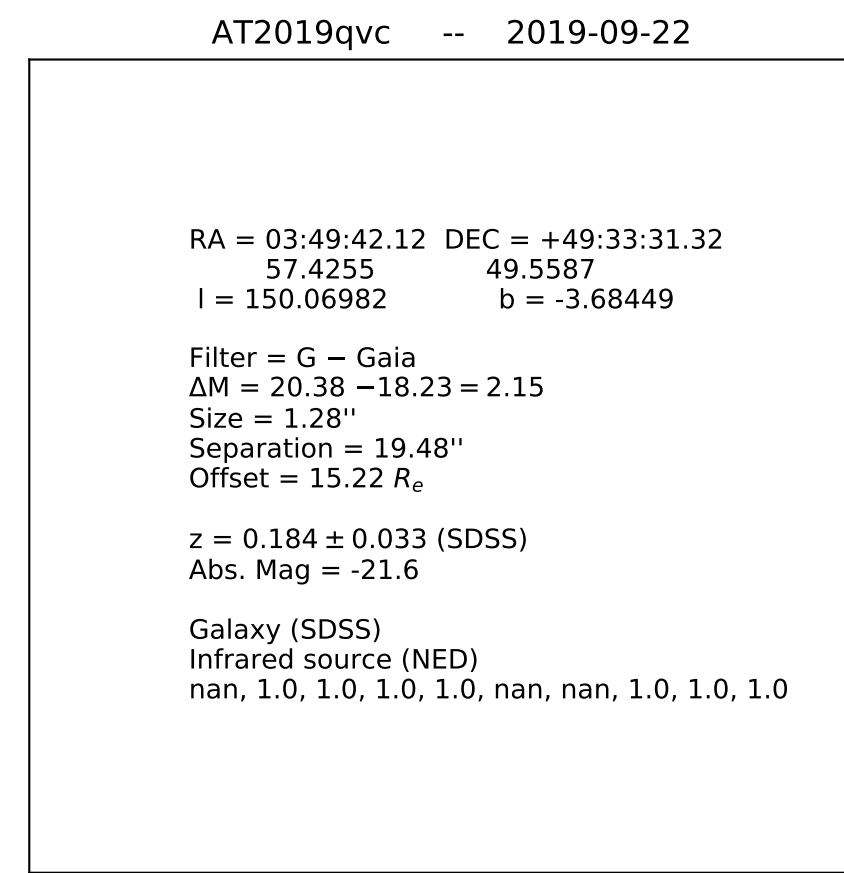 AT2019qvc -- 2019-09-22
RA = 03:49:42.12 DEC = +49:33:31.32
57.4255 49.5587
l = 150.06982 b = -3.68449
Filter = G − Gaia
ΔM = 20.38 −18.23 = 2.15
Size = 1.28''
Separation = 19.48''
Offset = 15.22 Rₑ
z = 0.184 ± 0.033 (SDSS)
Abs. Mag = -21.6
Galaxy (SDSS)
Infrared source (NED)
nan, 1.0, 1.0, 1.0, 1.0, nan, nan, 1.0, 1.0, 1.0